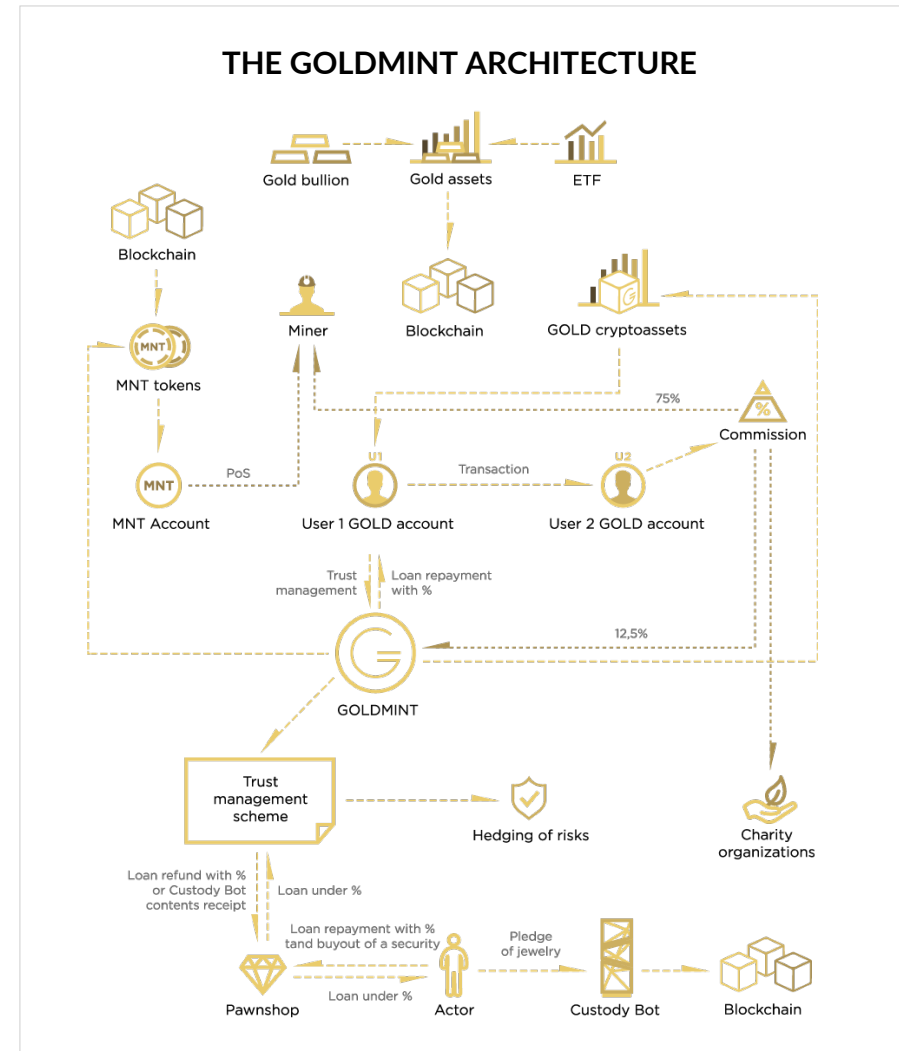 THE GOLDMINT ARCHITECTURE
Gold bullion
Gold assets
ETF
Blockchain
Miner
Blockchain
GOLD cryptoassets
MNT
MNT tokens
75%
%
Commission
U1
U2
MNT
PoS
Transaction
MNT Account
User 1 GOLD account
User 2 GOLD account
Trust
management
Loan repayment
with %
12,5%
G
GOLDMINT
Trust
management
scheme
Hedging of risks
Charity
organizations
Loan refund with %
or Custody Bot
contents receipt
Loan under %
Loan repayment with %
tand buyout of a security
Pledge
of jewelry
Loan under %
Pawnshop
Actor
Custody Bot
Blockchain